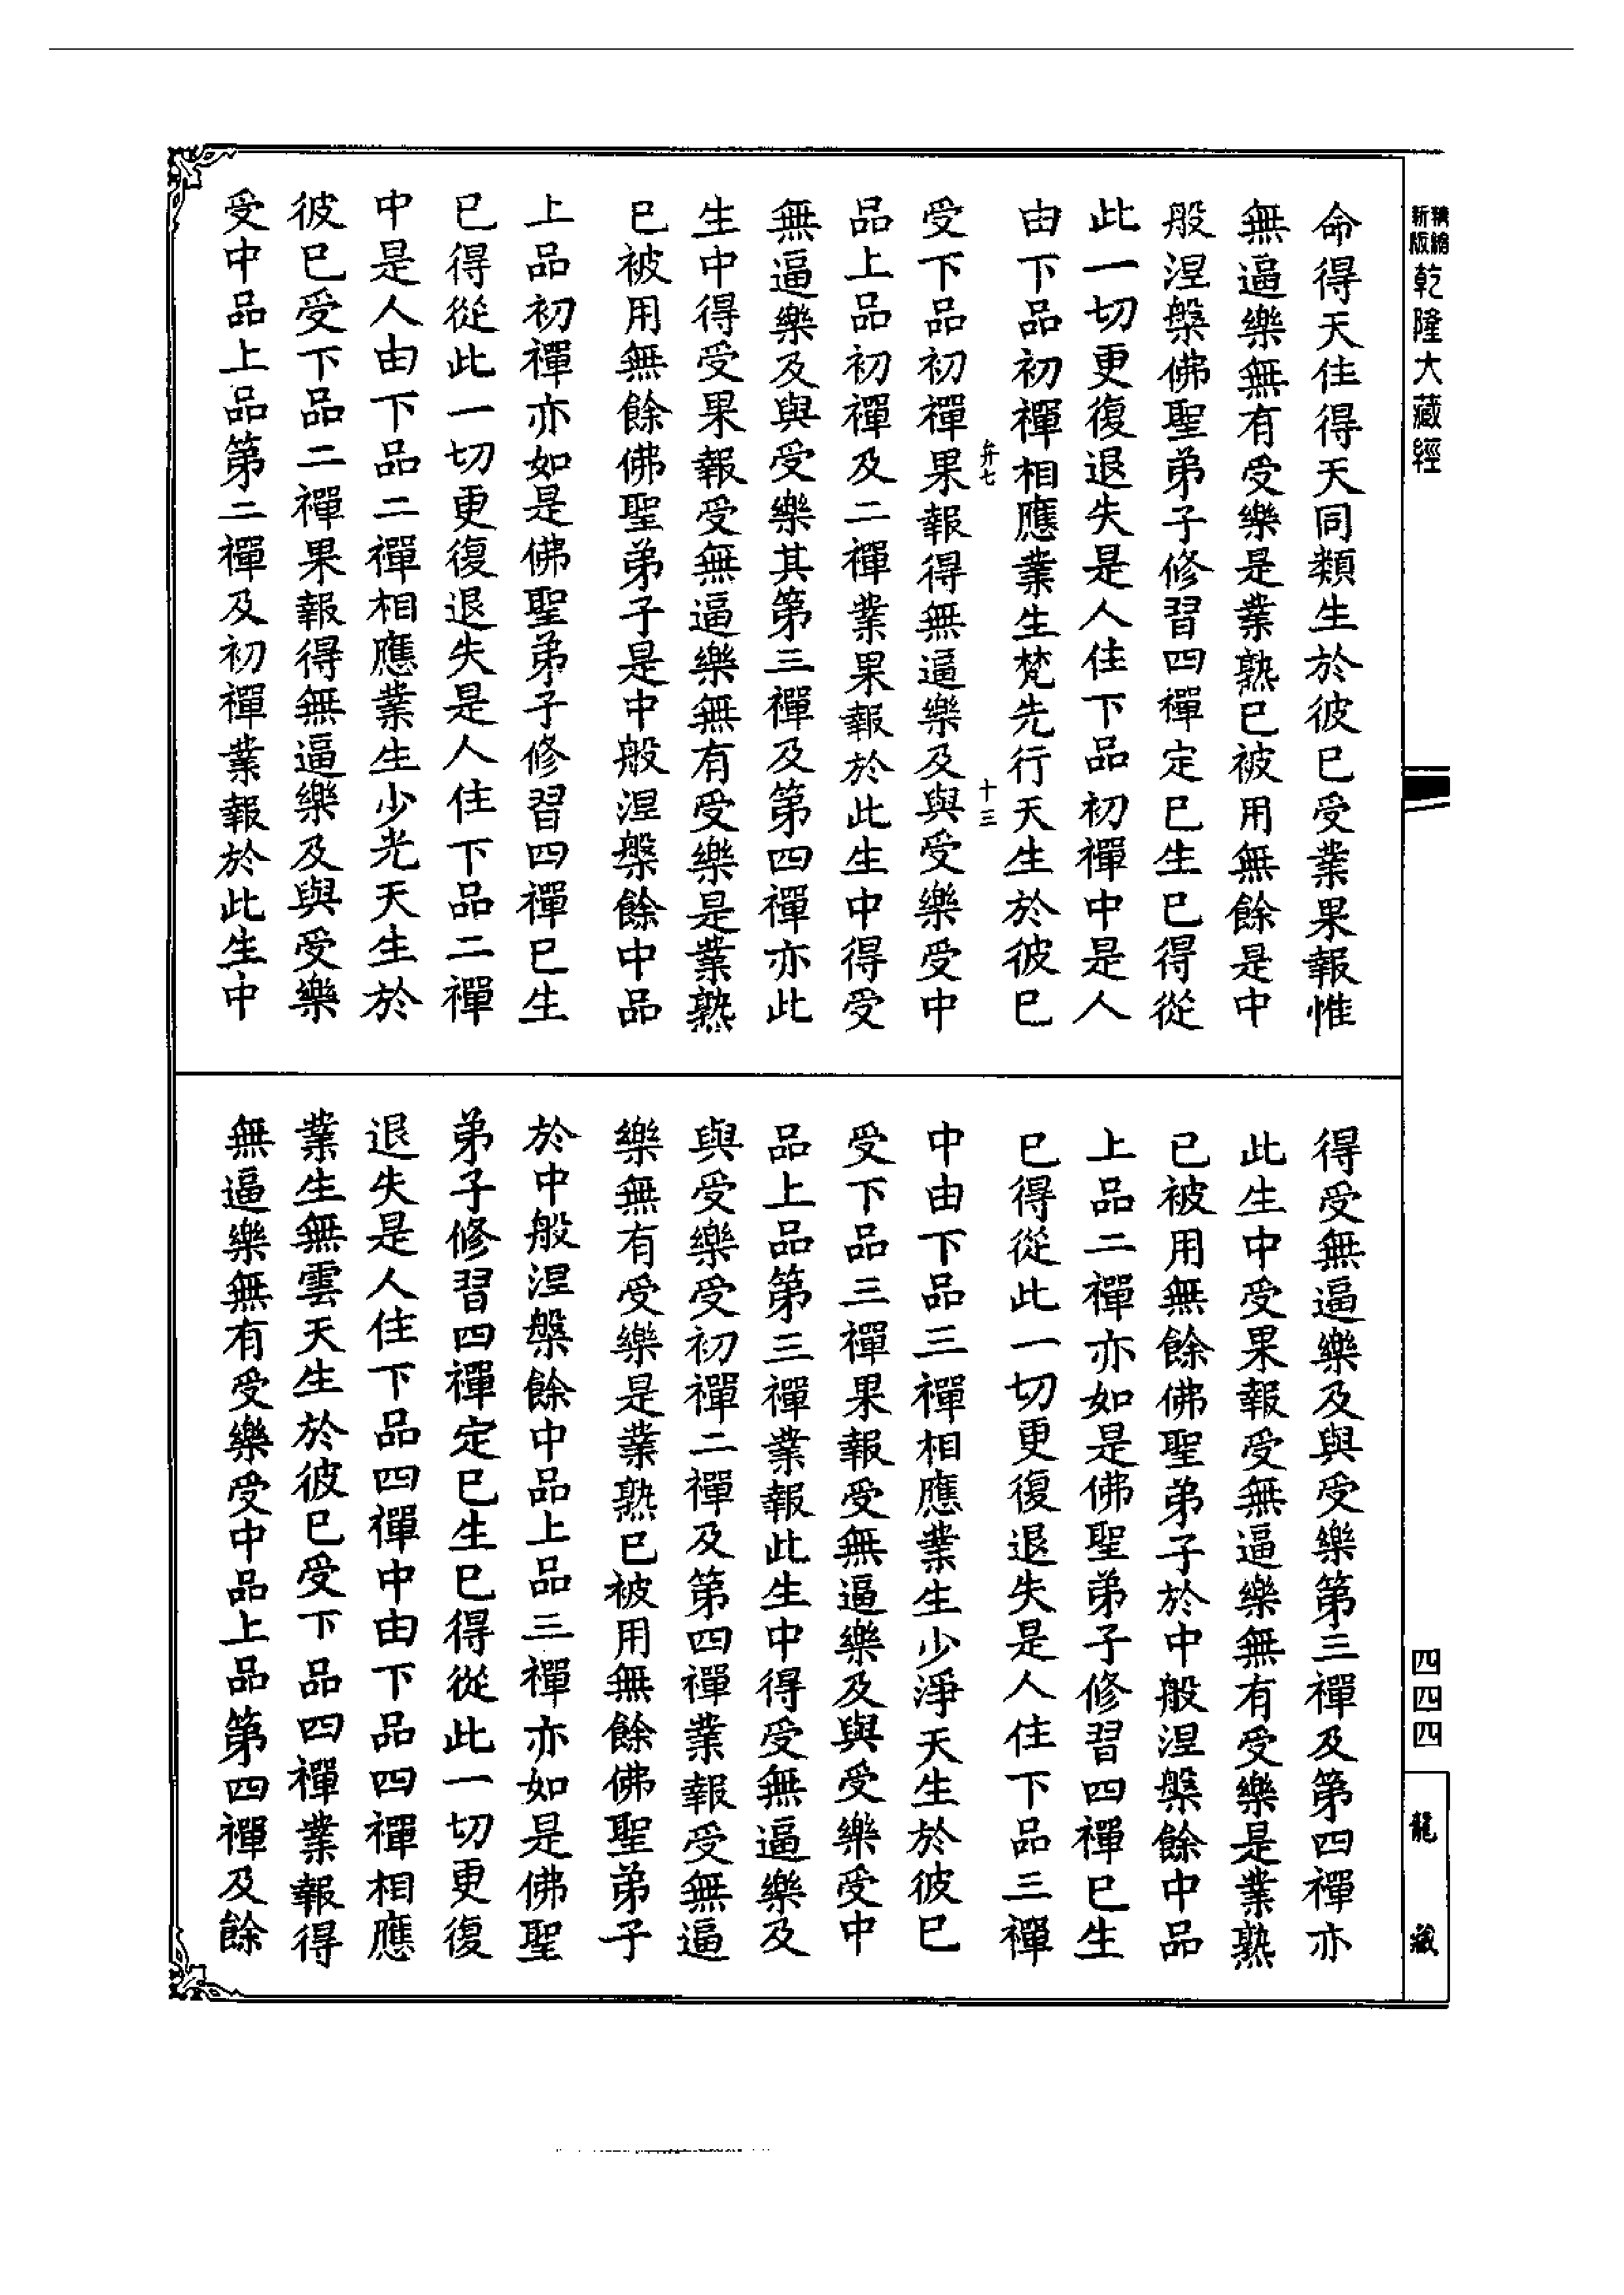 新版精縮乾隆大藏經
命得天住得天同類生於彼已受業果報惟
無逼樂無有受樂是業熟已被用無餘是中
般涅槃佛聖弟子修習四禪定已生已得從
此一切更復退失是人住下品初禪中是人
由下品初禪相應業生梵先行天生於彼已
弁七 十三
受下品初禪果報得無逼樂及與受樂受中
品上品初禪及二禪業果報於此生中得受
無逼樂及與受樂其第三禪及第四禪亦此
生中得受果報受無逼樂無有受樂是業熟
已被用無餘佛聖弟子是中般涅槃餘中品
上品初禪亦如是佛聖弟子修習四禪已生
已得從此一切更復退失是人住下品二禪
中是人由下品二禪相應業生少光天生於
彼已受下品二禪果報得無逼樂及與受樂
受中品上品第二禪及初禪業報於此生中
得受無逼樂及與受樂第三禪及第四禪亦
此生中受果報受無逼樂無有受樂是業熟
已被用無餘佛聖弟子於中般涅槃餘中品
上品二禪亦如是佛聖弟子修習四禪已生
已得從此一切更復退失是人住下品三禪
中由下品三禪相應業生少淨天生於彼已
受下品三禪果報受無逼樂及與受樂受中
品上品第三禪業報此生中得受無逼樂及
與受樂受初禪二禪及第四禪業報受無逼
樂無有受樂是業熟已被用無餘佛聖弟子
於中般涅槃餘中品上品三禪亦如是佛聖
弟子修習四禪定已生已得從此一切更復
退失是人住下品四禪中由下品四禪相應
業生無雲天生於彼已受下品四禪業報得
無逼樂無有受樂受中品上品第四禪及餘
四四四
龍藏